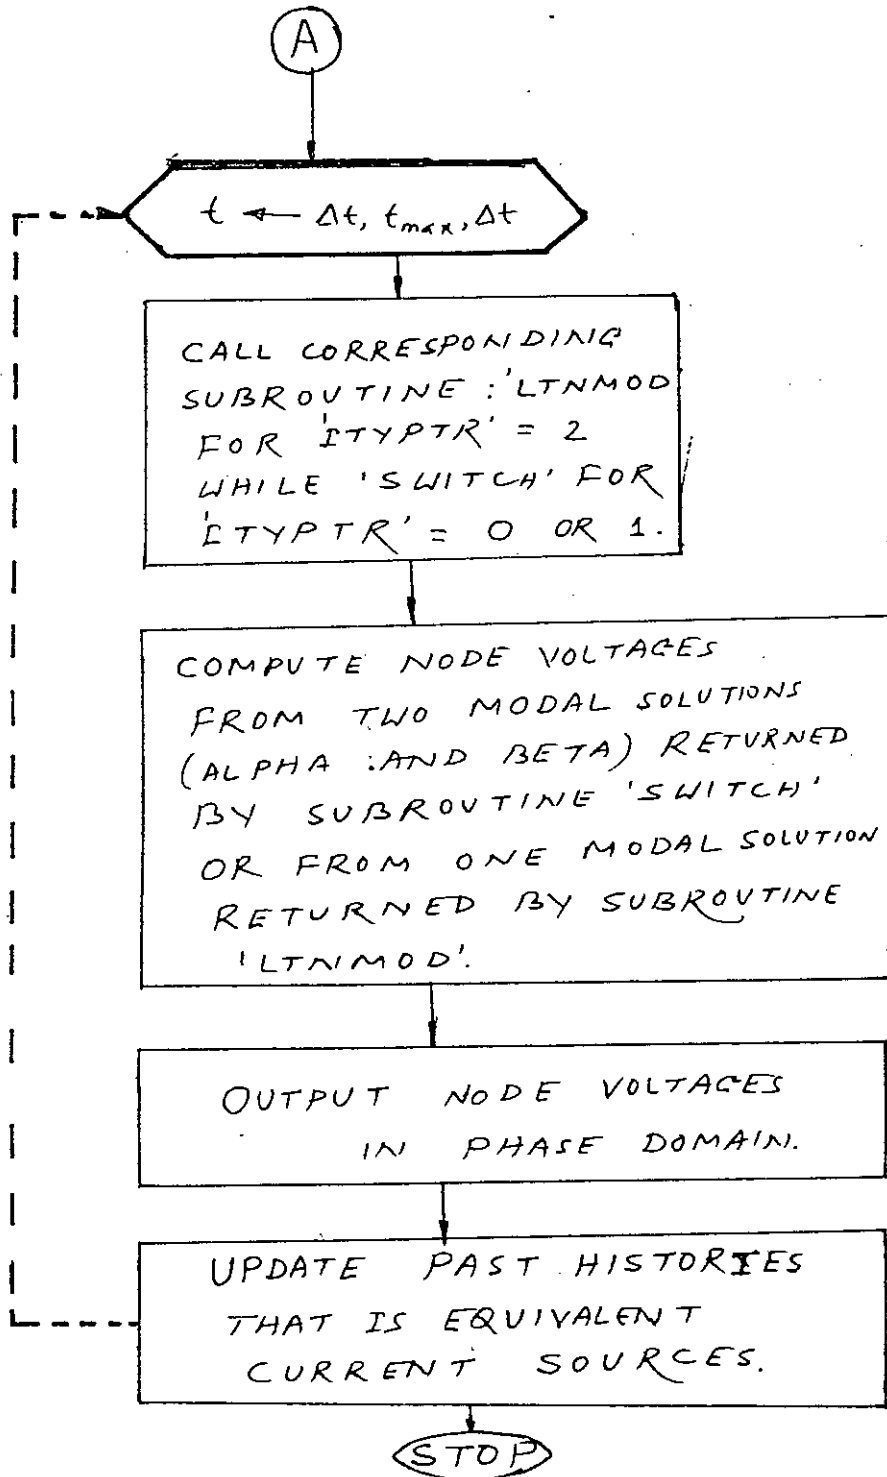 A
t ← Δt, tmax, Δt
CALL CORRESPONDING
SUBROUTINE : 'LTNMOD
FOR 'ITYPTR' = 2
WHILE 'SWITCH' FOR
'ITYPTR' = 0 OR 1.
COMPUTE NODE VOLTAGES
FROM TWO MODAL SOLUTIONS
(ALPHA AND BETA) RETURNED
BY SUBROUTINE 'SWITCH'
OR FROM ONE MODAL SOLUTION
RETURNED BY SUBROUTINE
'LTNMOD'.
OUTPUT NODE VOLTAGES
IN PHASE DOMAIN.
UPDATE PAST HISTORIES
THAT IS EQUIVALENT
CURRENT SOURCES.
STOP